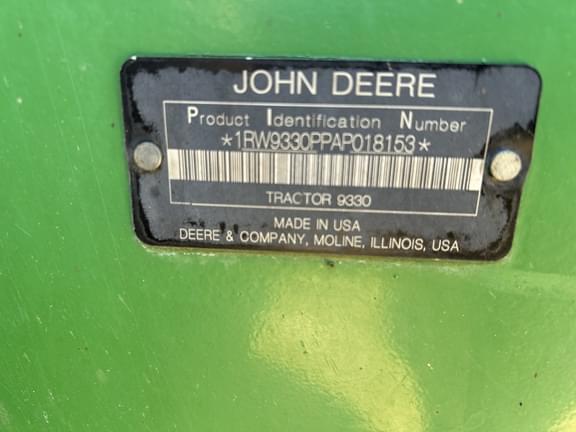 JOHN DEERE
Product Identification Number
*1RW9330PPAP018153*
TRACTOR 9330
MADE IN USA
DEERE & COMPANY, MOLINE, ILLINOIS, USA